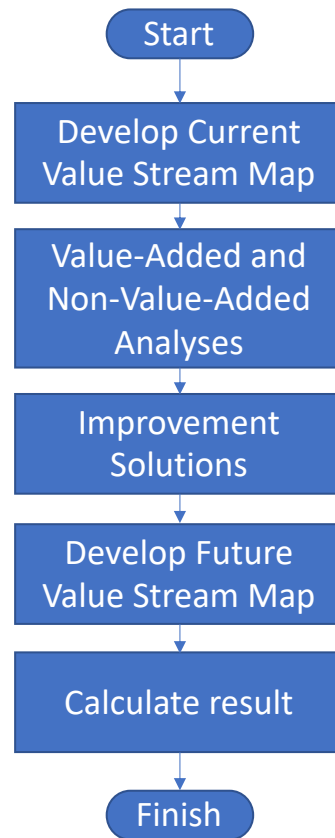 Start
Develop Current
Value Stream Map
Value-Added and
Non-Value-Added
Analyses
Improvement
Solutions
Develop Future
Value Stream Map
Calculate result
Finish